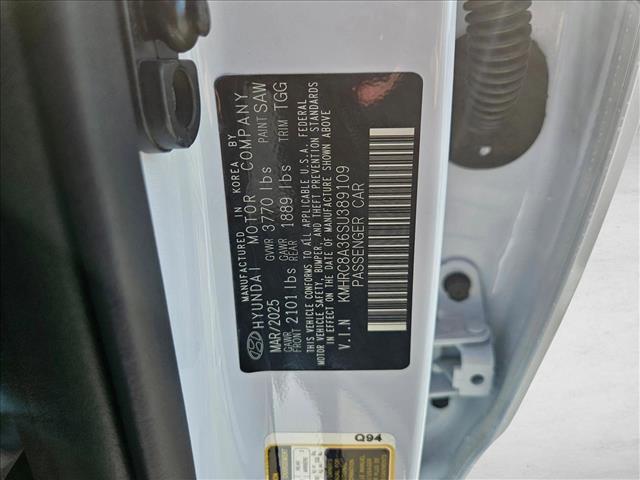 MANUFACTURED IN KOREA BY
HYUNDAI MOTOR COMPANY
MAR/2025 GVWR 3770 lbs PAINT SAW
GAWR FRONT 2101 lbs GAWR REAR 1889 lbs TRIM TGG
THIS VEHICLE CONFORMS TO ALL APPLICABLE U.S.A. FEDERAL
MOTOR VEHICLE SAFETY, BUMPER, AND THEFT PREVENTION STANDARDS
IN EFFECT ON THE DATE OF MANUFACTURE SHOWN ABOVE
V.I.N KMHRC8A36SU389109
PASSENGER CAR
Q94